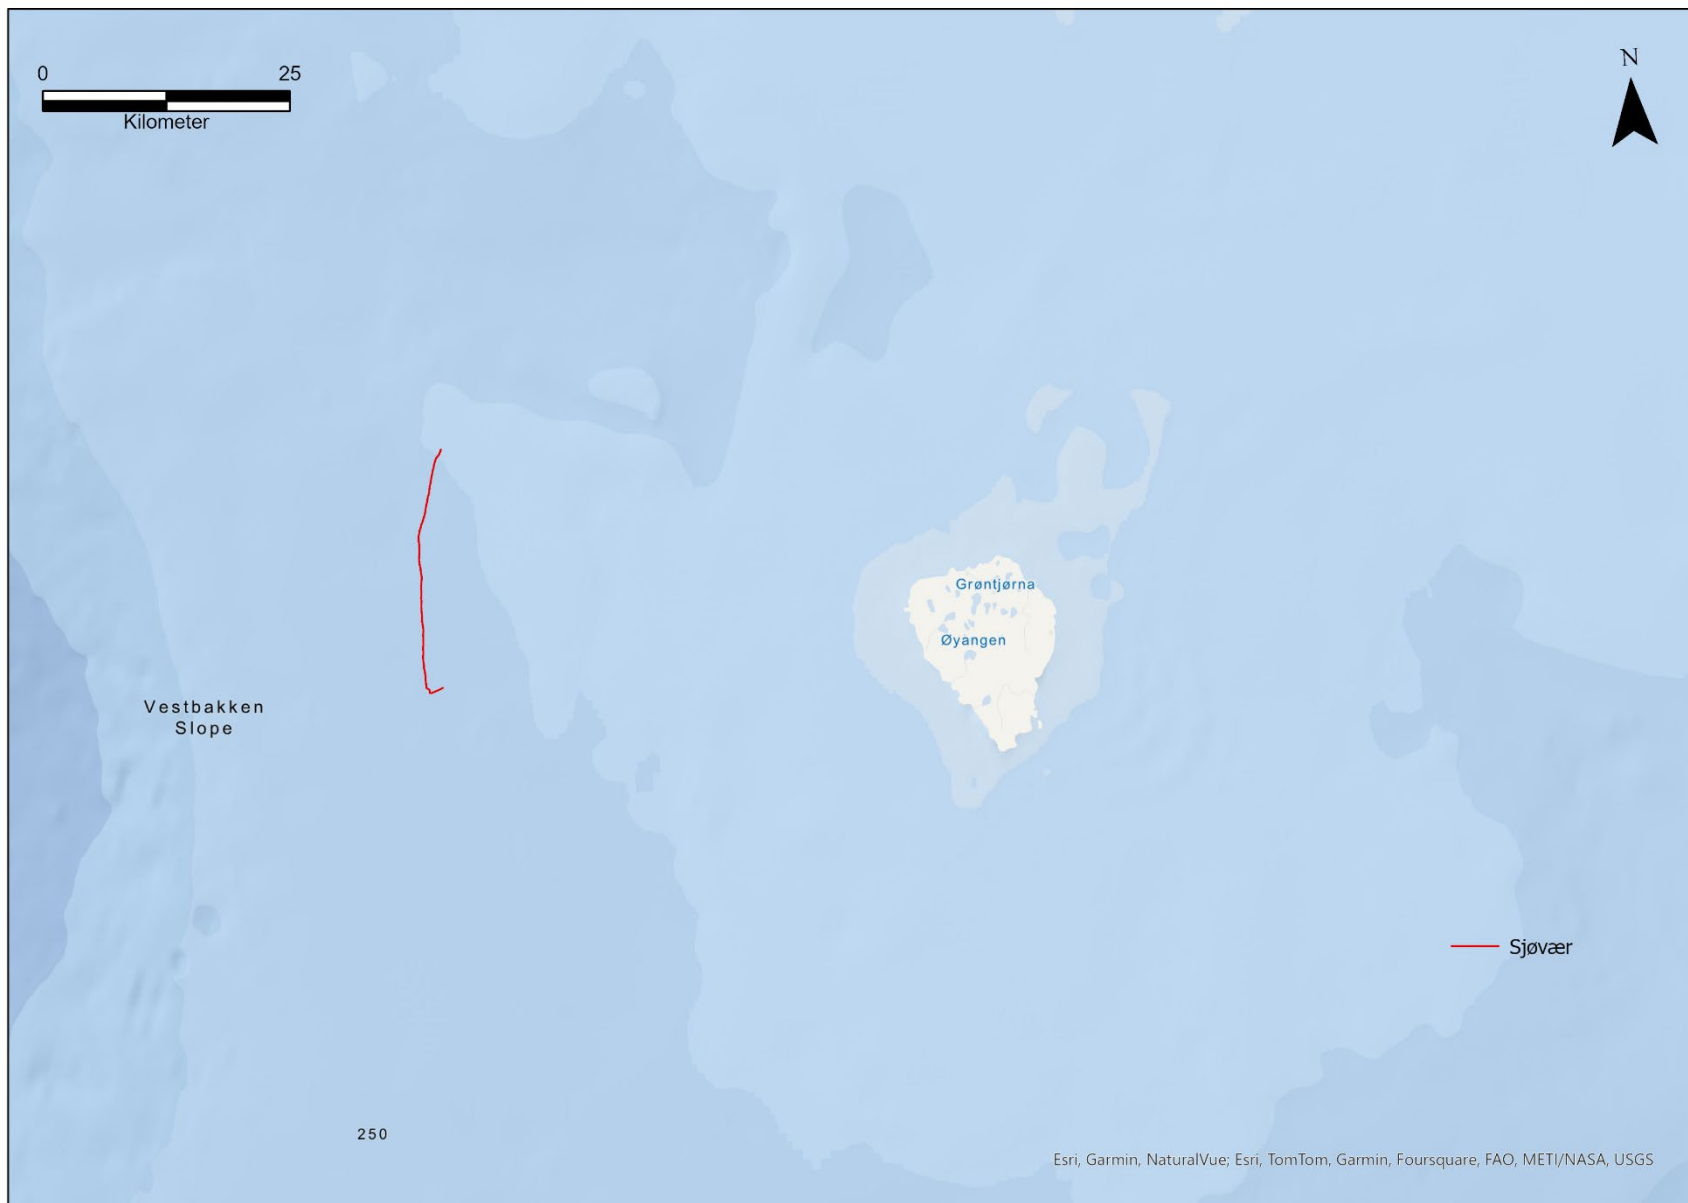 0 25
Kilometer
N
Grøntjørna
Øyangen
Vestbakken
Slope
Sjøvær
250
Esri, Garmin, NaturalVue; Esri, TomTom, Garmin, Foursquare, FAO, METI/NASA, USGS